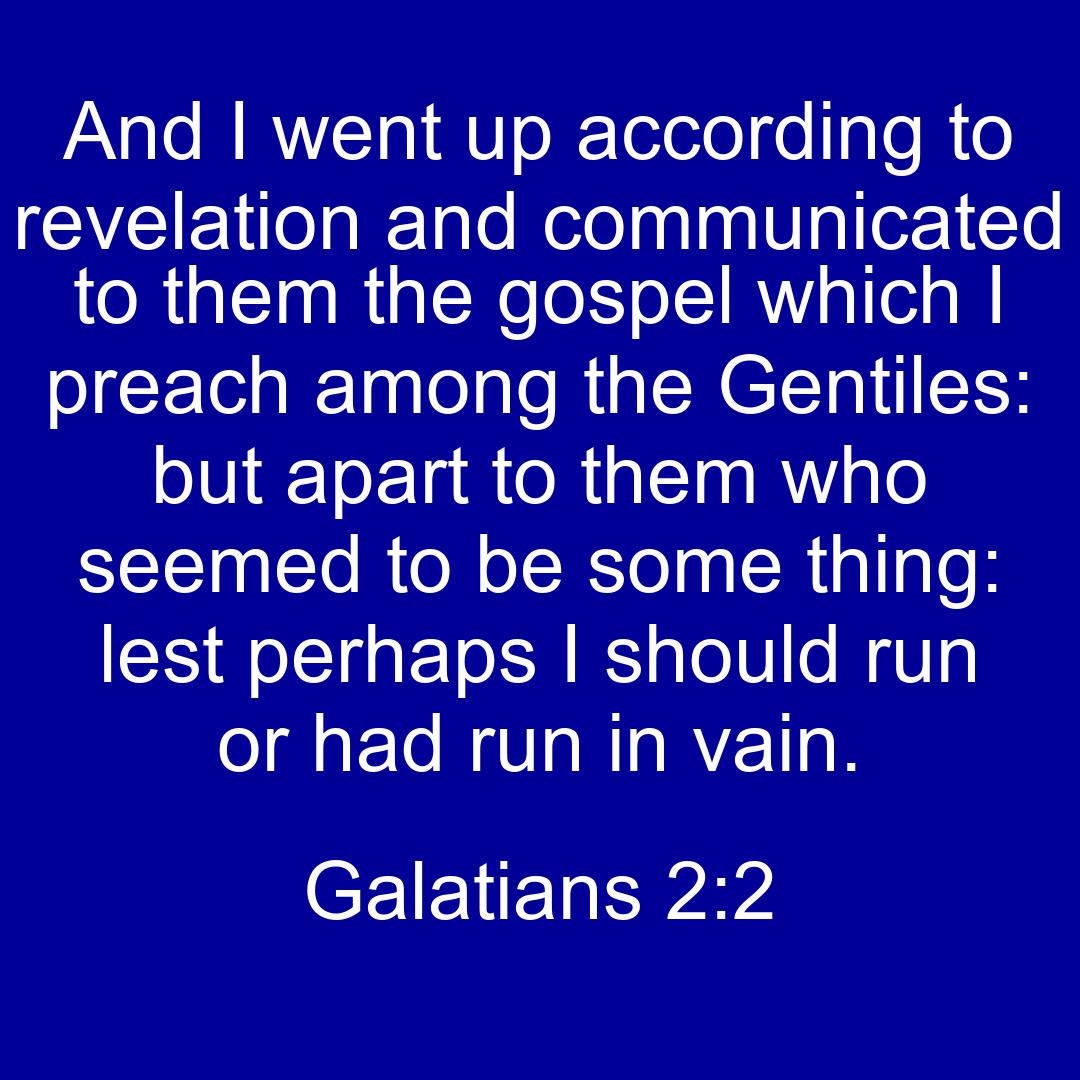 And I went up according to
revelation and communicated
to them the gospel which I
preach among the Gentiles:
but apart to them who
seemed to be some thing:
lest perhaps I should run
or had run in vain.
Galatians 2:2